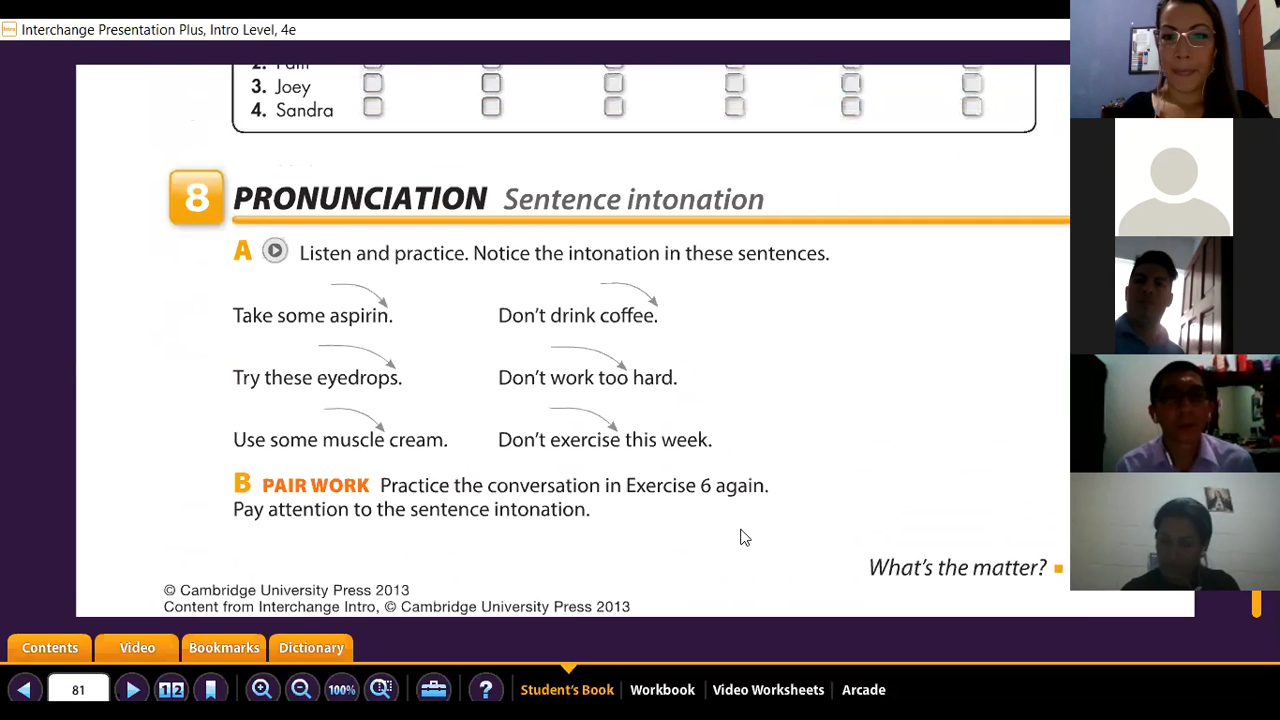 Interchange Presentation Plus, Intro Level, 4e
2. Pam
3. Joey
4. Sandra
8 PRONUNCIATION Sentence intonation
A Listen and practice. Notice the intonation in these sentences.
Take some aspirin. Don't drink coffee.
Try these eyedrops. Don't work too hard.
Use some muscle cream. Don't exercise this week.
B PAIR WORK Practice the conversation in Exercise 6 again.
Pay attention to the sentence intonation.
What's the matter?
© Cambridge University Press 2013
Content from Interchange Intro, © Cambridge University Press 2013
Contents Video Bookmarks Dictionary
81 1 2 100% ? Student's Book Workbook Video Worksheets Arcade